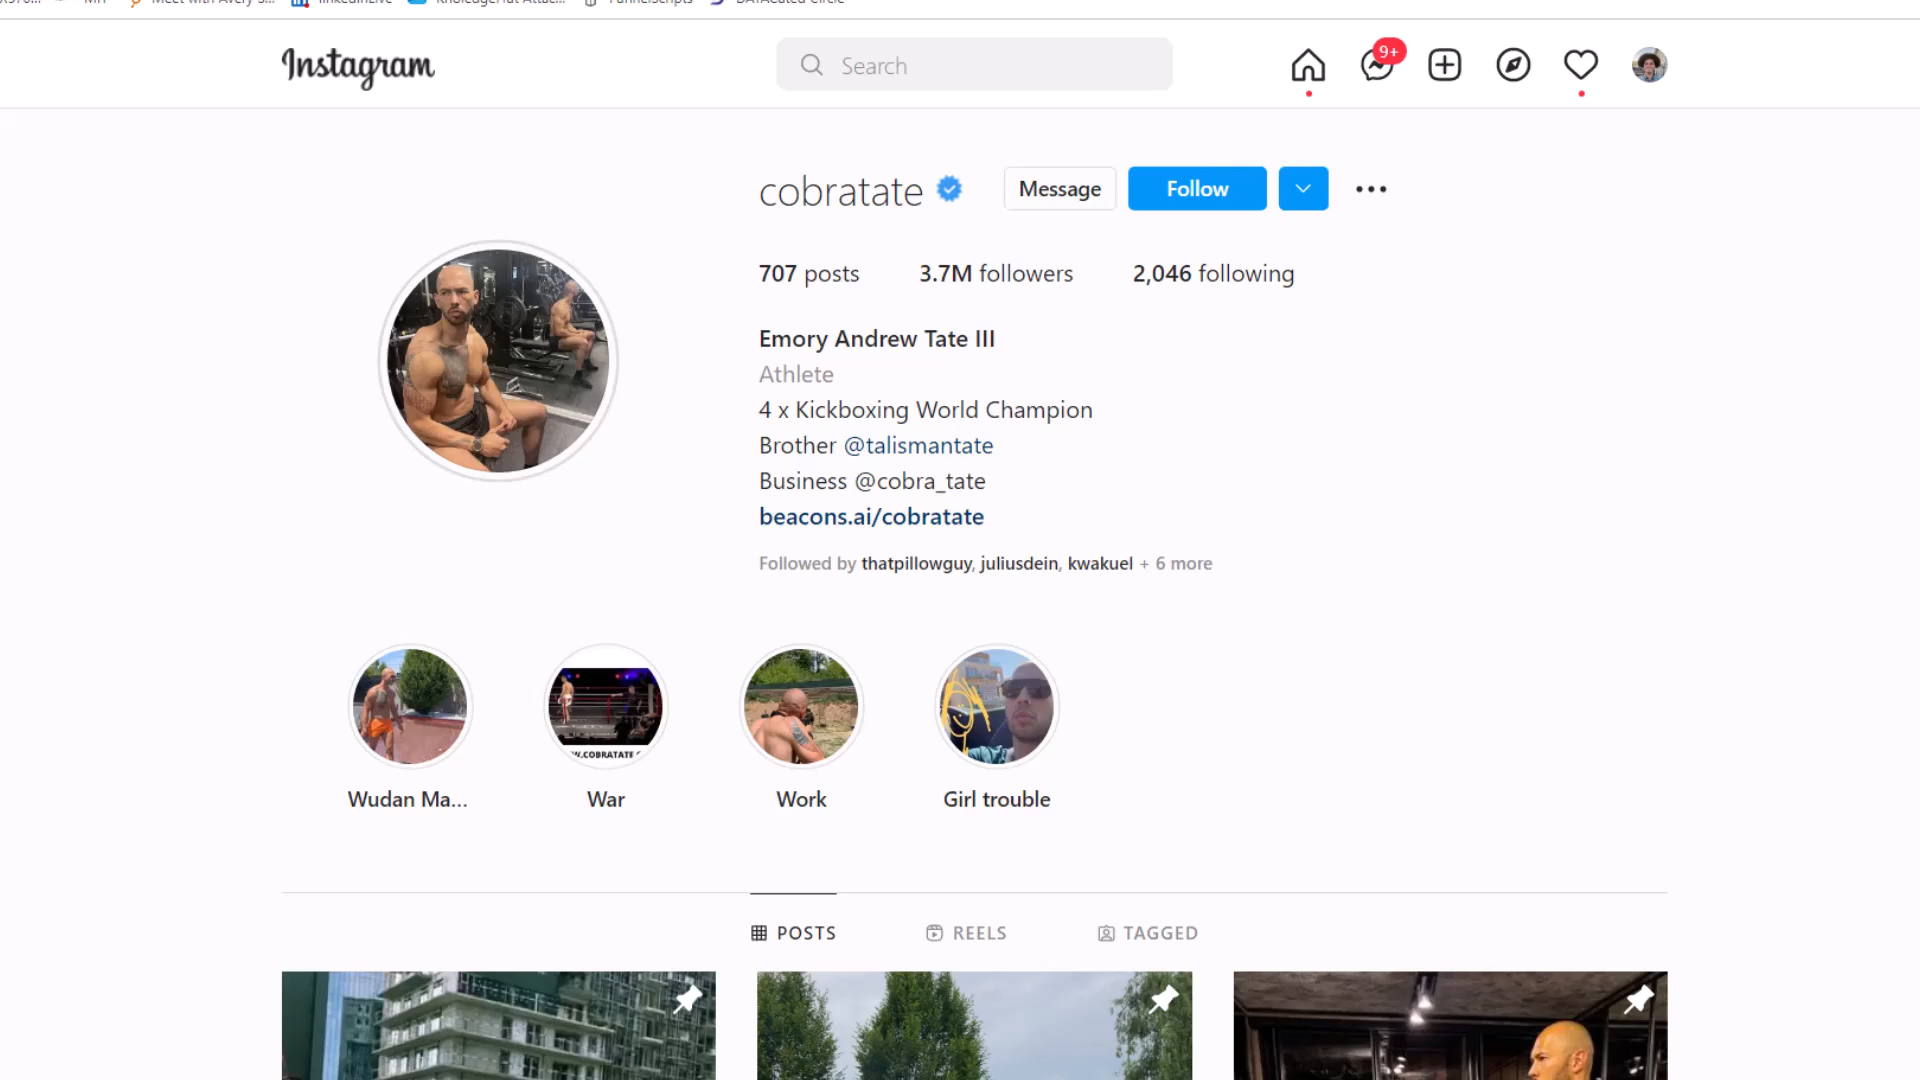 Instagram
Search
9+
cobratate
Message
Follow
707 posts
3.7M followers
2,046 following
Emory Andrew Tate III
Athlete
4 x Kickboxing World Champion
Brother @talismantate
Business @cobra_tate
beacons.ai/cobratate
Followed by thatpillowguy, juliusdein, kwakuel + 6 more
W.COBRATATE.
Wudan Ma...
War
Work
Girl trouble
POSTS
REELS
TAGGED